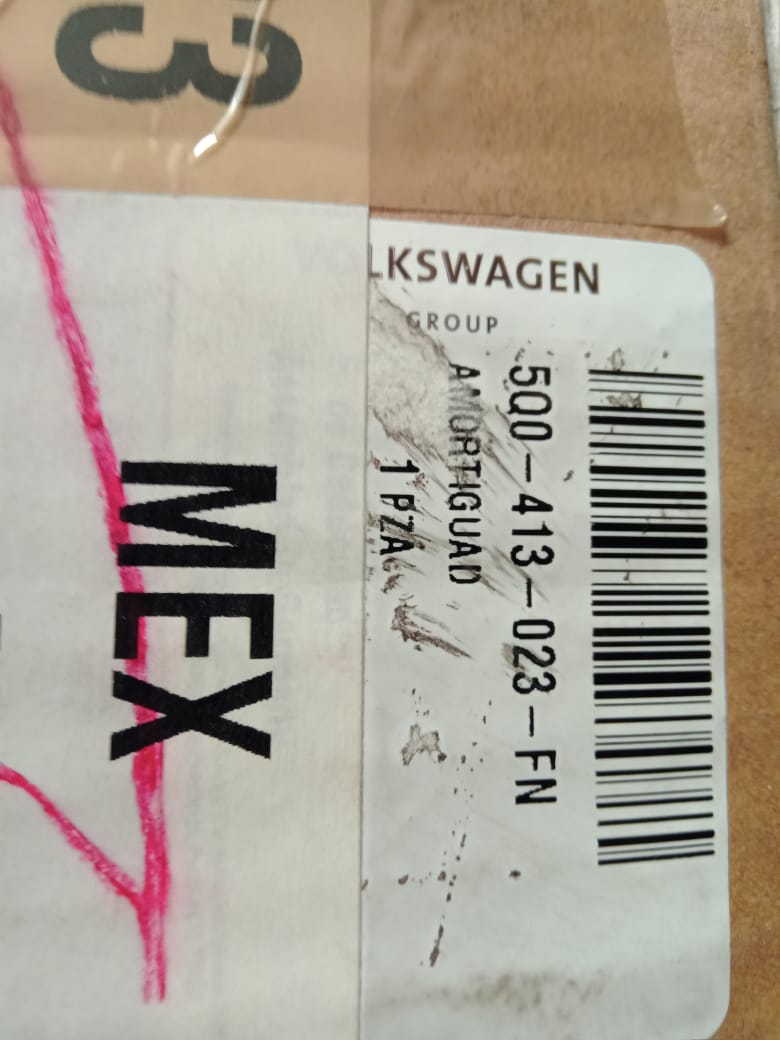 3
LKSWAGEN
GROUP
5Q0-413-023-FN
AMORTIGUAD
1 PZA
MEX